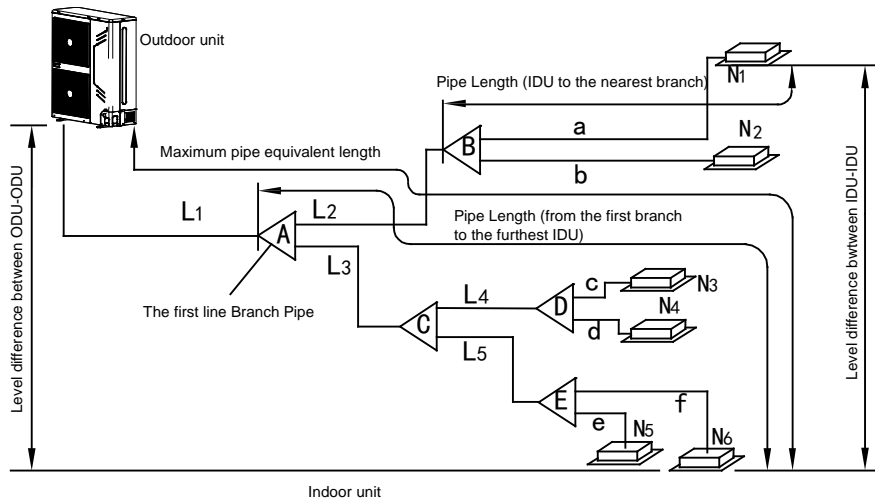 Outdoor unit
N1
Pipe Length (IDU to the nearest branch)
a
N2
B
Maximum pipe equivalent length
b
L1
L2
Pipe Length (from the first branch
to the furthest IDU)
A
L3
The first line Branch Pipe
L4
c
N3
D
N4
C
d
L5
E
f
e
N5
N6
Level difference between ODU-ODU
Level difference bwtween IDU-IDU
Indoor unit